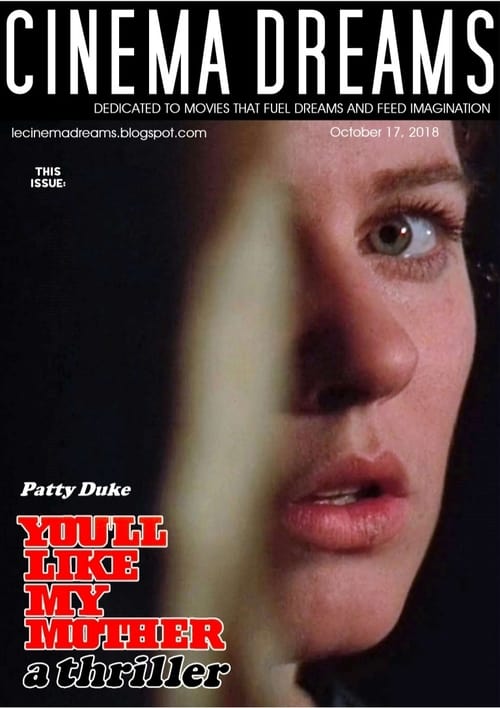 CINEMA DREAMS
DEDICATED TO MOVIES THAT FUEL DREAMS AND FEED IMAGINATION
lecinemadreams.blogspot.com
October 17, 2018
THIS
ISSUE:
Patty Duke
YOU'LL
LIKE
MY
MOTHER
a thriller